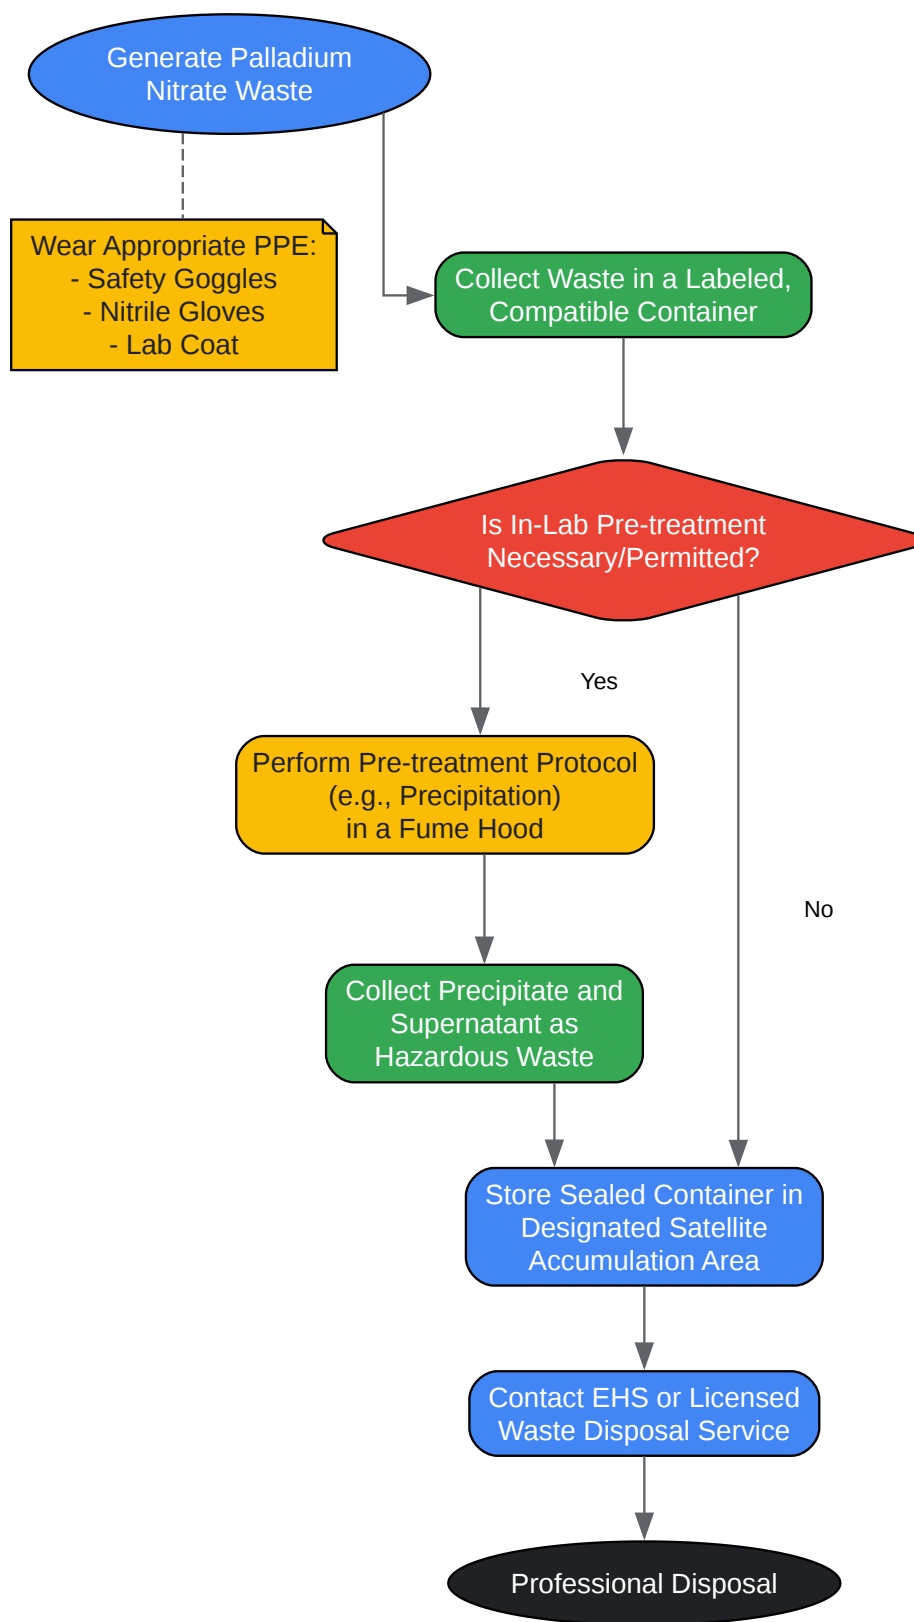 Generate Palladium
Nitrate Waste
Wear Appropriate PPE:
- Safety Goggles
- Nitrile Gloves
- Lab Coat
Collect Waste in a Labeled,
Compatible Container
Is In-Lab Pre-treatment
Necessary/Permitted?
Yes
Perform Pre-treatment Protocol
(e.g., Precipitation)
in a Fume Hood
No
Collect Precipitate and
Supernatant as
Hazardous Waste
Store Sealed Container in
Designated Satellite
Accumulation Area
Contact EHS or Licensed
Waste Disposal Service
Professional Disposal